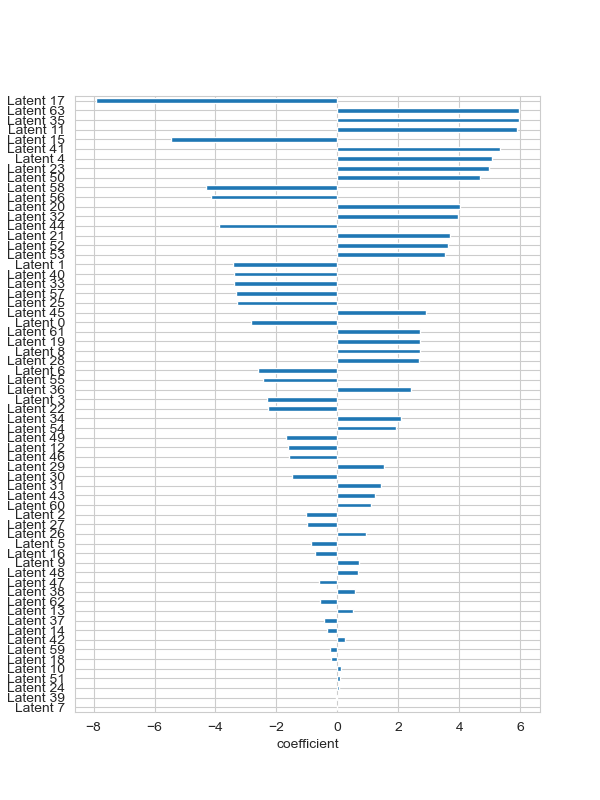 Latent 17
Latent 63
Latent 35
Latent 11
Latent 15
Latent 41
Latent 4
Latent 23
Latent 50
Latent 58
Latent 56
Latent 20
Latent 32
Latent 44
Latent 21
Latent 52
Latent 53
Latent 1
Latent 40
Latent 33
Latent 57
Latent 25
Latent 45
Latent 0
Latent 61
Latent 19
Latent 8
Latent 28
Latent 6
Latent 55
Latent 36
Latent 3
Latent 22
Latent 34
Latent 54
Latent 49
Latent 12
Latent 46
Latent 29
Latent 30
Latent 31
Latent 43
Latent 60
Latent 2
Latent 27
Latent 26
Latent 5
Latent 16
Latent 9
Latent 48
Latent 47
Latent 38
Latent 62
Latent 13
Latent 37
Latent 14
Latent 42
Latent 59
Latent 18
Latent 10
Latent 51
Latent 24
Latent 39
Latent 7
−8 −6 −4 −2 0 2 4 6
coefficient